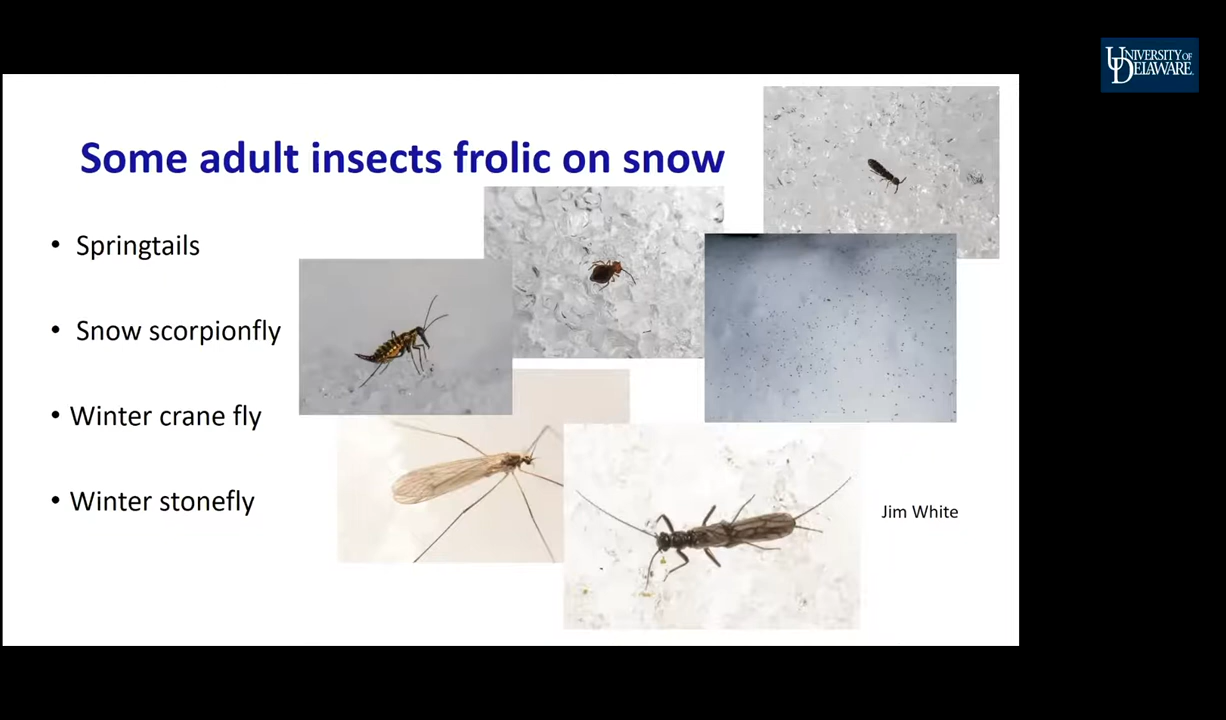 UNIVERSITY OF
DELAWARE.
Some adult insects frolic on snow
• Springtails
• Snow scorpionfly
• Winter crane fly
• Winter stonefly
Jim White